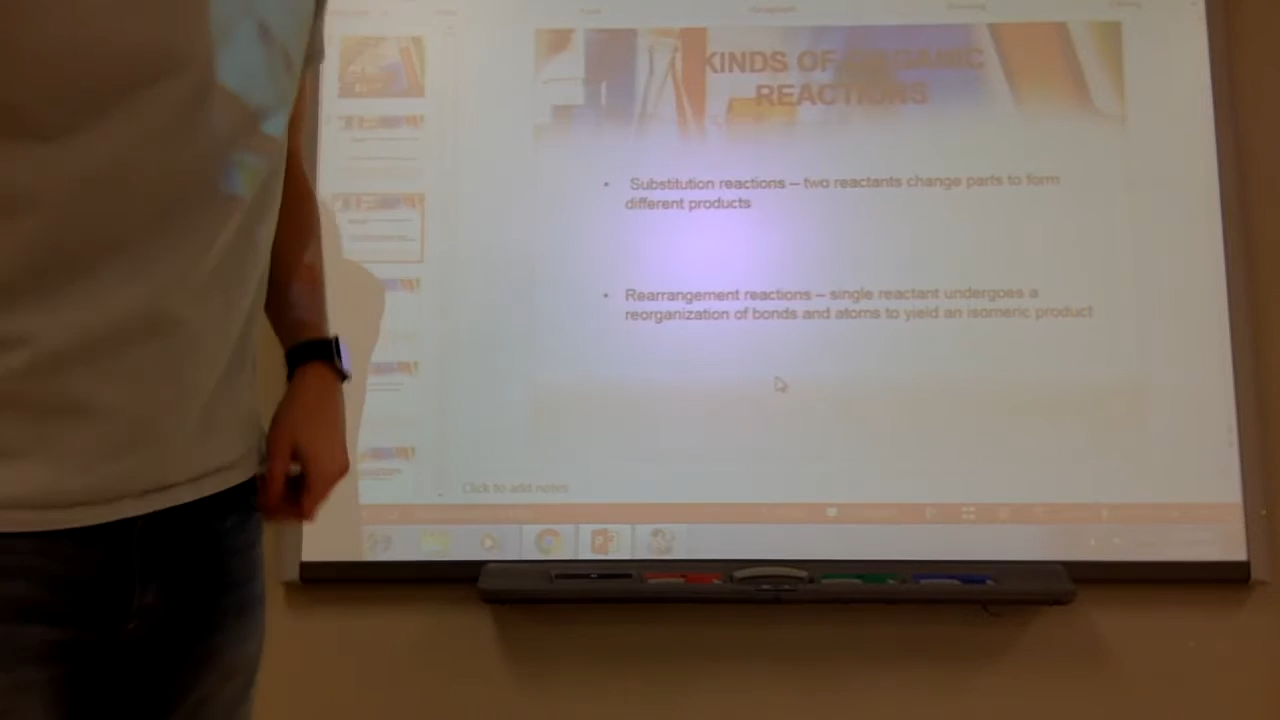 KINDS OF ORGANIC
REACTIONS
• Substitution reactions – two reactants change parts to form
different products
• Rearrangement reactions – single reactant undergoes a
reorganization of bonds and atoms to yield an isomeric product
Click to add notes